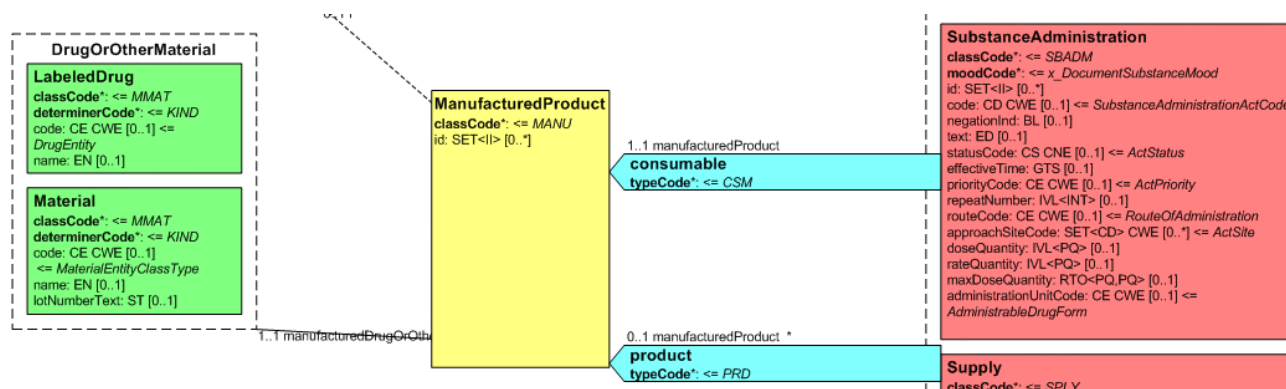 DrugOrOtherMaterial
LabeledDrug
classCode*: <= MMAT
determinerCode*: <= KIND
code: CE CWE [0..1] <=
DrugEntity
name: EN [0..1]
Material
classCode*: <= MMAT
determinerCode*: <= KIND
code: CE CWE [0..1]
<= MaterialEntityClassType
name: EN [0..1]
lotNumberText: ST [0..1]
1..1 manufacturedDrugOrOthe
ManufacturedProduct
classCode*: <= MANU
id: SET<II> [0..*]
1..1 manufacturedProduct
consumable
typeCode*: <= CSM
0..1 manufacturedProduct *
product
typeCode*: <= PRD
SubstanceAdministration
classCode*: <= SBADM
moodCode*: <= x_DocumentSubstanceMood
id: SET<II> [0..*]
code: CD CWE [0..1] <= SubstanceAdministrationActCode
negationInd: BL [0..1]
text: ED [0..1]
statusCode: CS CNE [0..1] <= ActStatus
effectiveTime: GTS [0..1]
priorityCode: CE CWE [0..1] <= ActPriority
repeatNumber: IVL<INT> [0..1]
routeCode: CE CWE [0..1] <= RouteOfAdministration
approachSiteCode: SET<CD> CWE [0..*] <= ActSite
doseQuantity: IVL<PQ> [0..1]
rateQuantity: IVL<PQ> [0..1]
maxDoseQuantity: RTO<PQ,PQ> [0..1]
administrationUnitCode: CE CWE [0..1] <=
AdministrableDrugForm
Supply
classCode*: <= SPLY